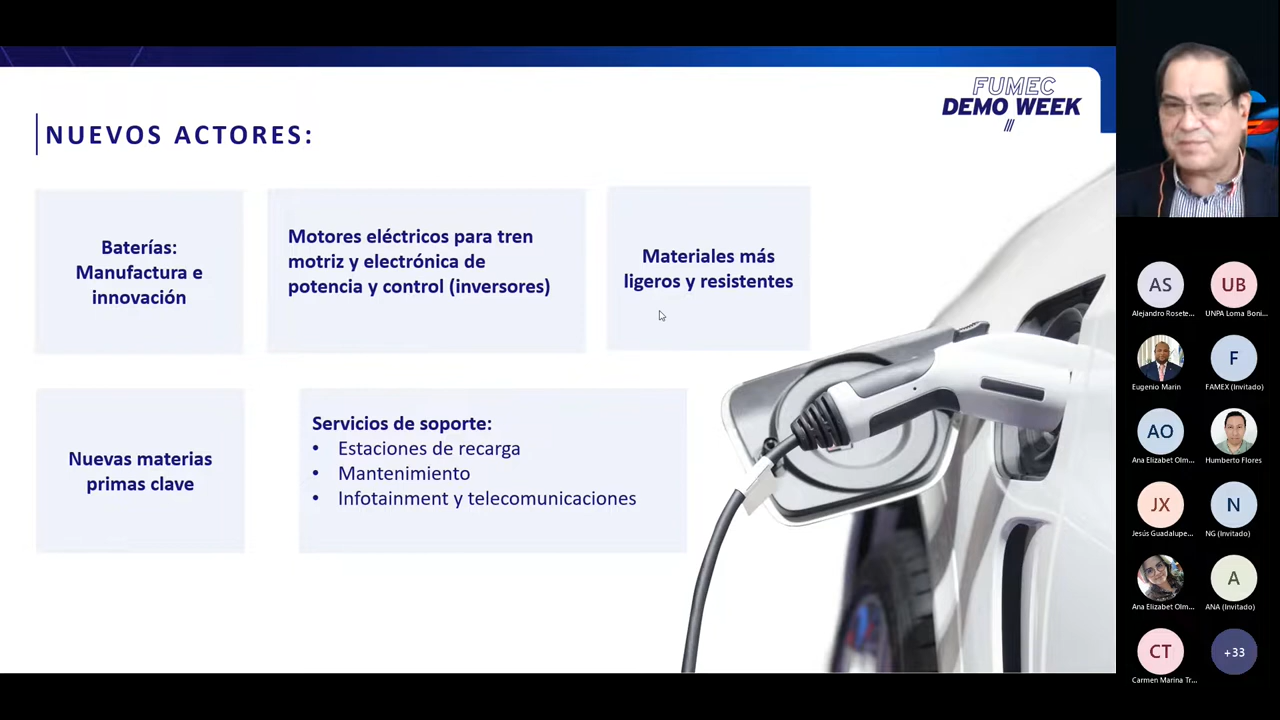 FUMEC
DEMO WEEK
NUEVOS ACTORES:
Baterías:
Manufactura e
innovación
Motores eléctricos para tren
motriz y electrónica de
potencia y control (inversores)
Materiales más
ligeros y resistentes
Nuevas materias
primas clave
Servicios de soporte:
• Estaciones de recarga
• Mantenimiento
• Infotainment y telecomunicaciones
AS
Alejandro Rosete...
UB
UNPA Loma Boni...
Eugenio Marin
F
FAMEX (Invitado)
AO
Ana Elizabet Olm...
Humberto Flores
JX
Jesús Guadalupe...
N
NG (Invitado)
Ana Elizabet Olm...
A
ANA (Invitado)
CT
Carmen Marina Tr...
+33